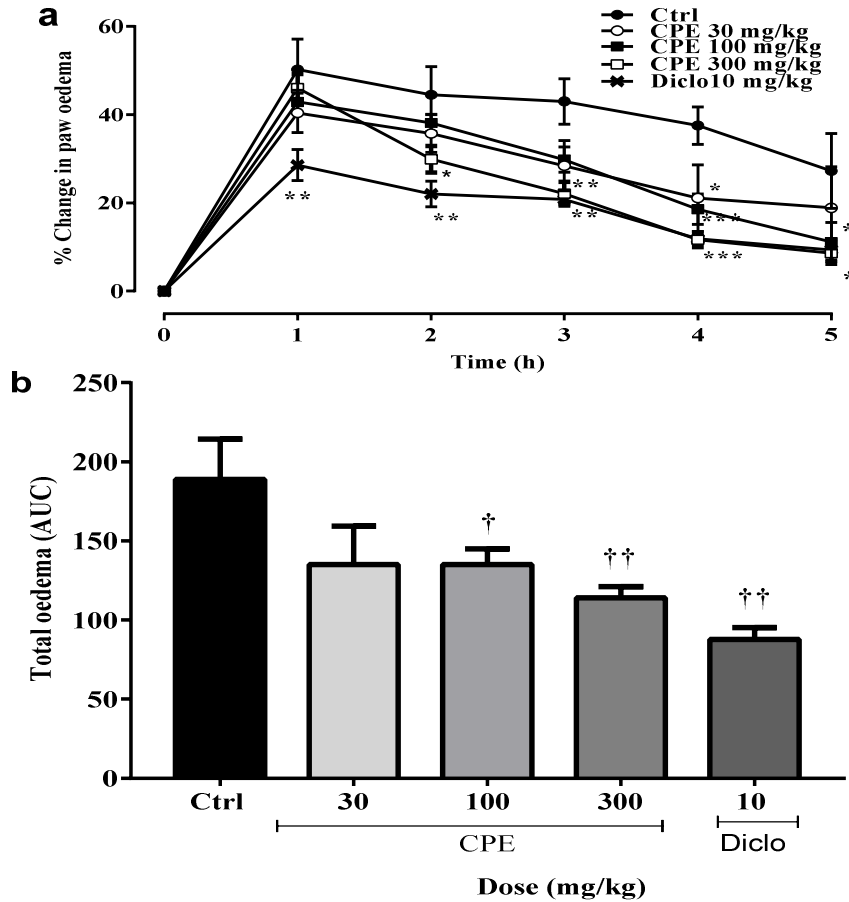 a
60
40
20
0
% Change in paw oedema
Ctrl
CPE 30 mg/kg
CPE 100 mg/kg
CPE 300 mg/kg
Diclo10 mg/kg
**
*
**
**
**
*
***
***
*
*
0 1 2 3 4 5
Time (h)
b
250
200
150
100
50
0
Total oedema (AUC)
†
††
††
Ctrl 30 100 300 10
CPE Diclo
Dose (mg/kg)